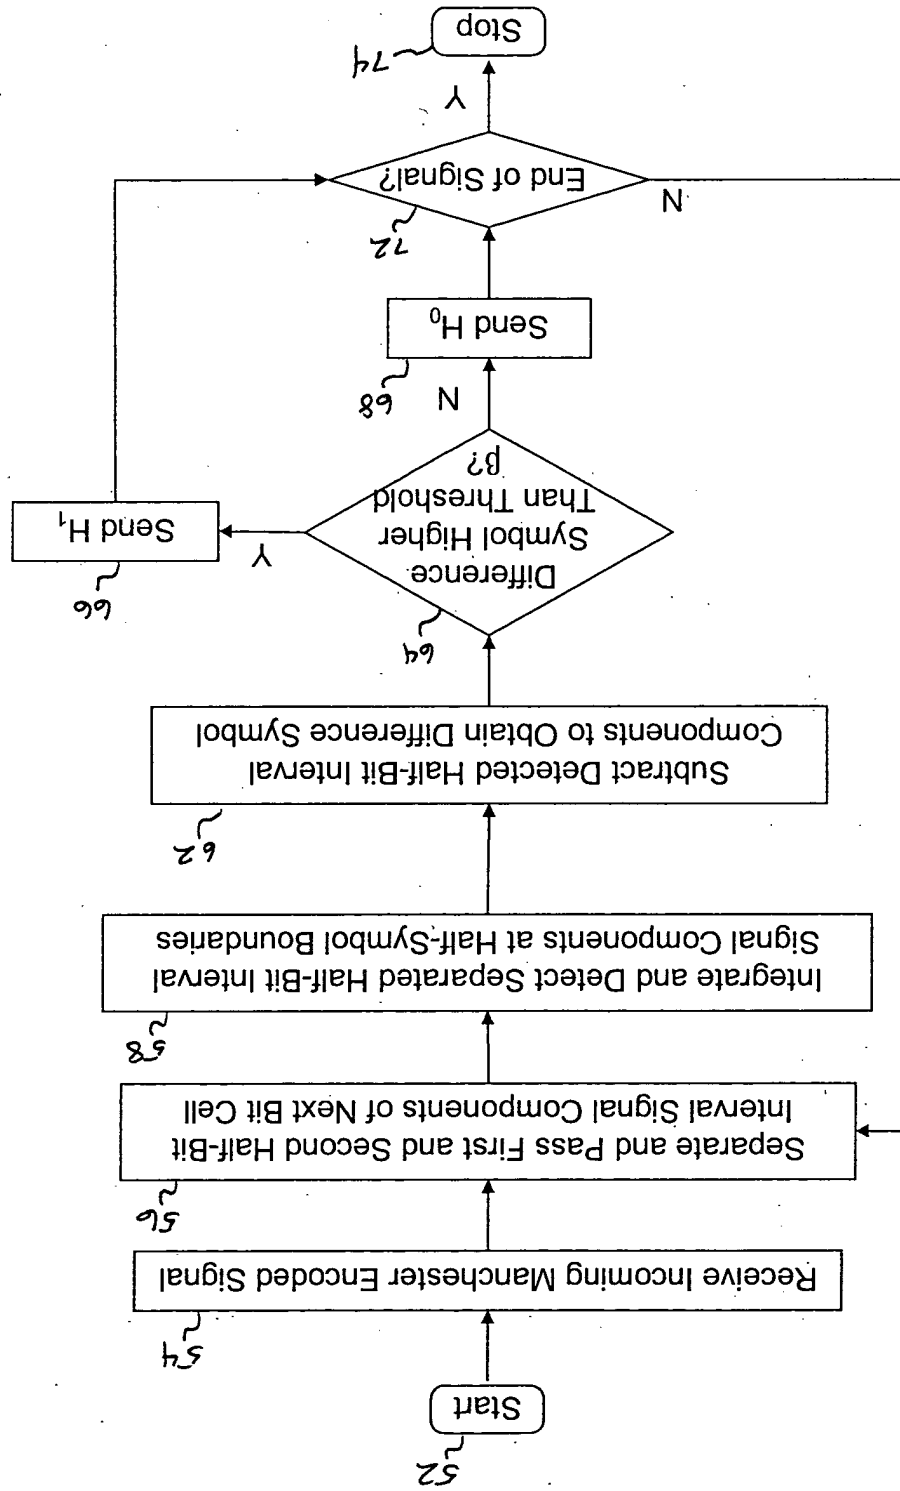 52
Start
54
Receive Incoming Manchester Encoded Signal
56
Separate and Pass First and Second Half-Bit
Interval Signal Components of Next Bit Cell
58
Integrate and Detect Separated Half-Bit Interval
Signal Components at Half-Symbol Boundaries
62
Subtract Detected Half-Bit Interval
Components to Obtain Difference Symbol
64
Difference
Symbol Higher
Than Threshold
β?
Y
66
Send H₁
N
68
Send H₀
72
End of Signal?
N
Y
74
Stop